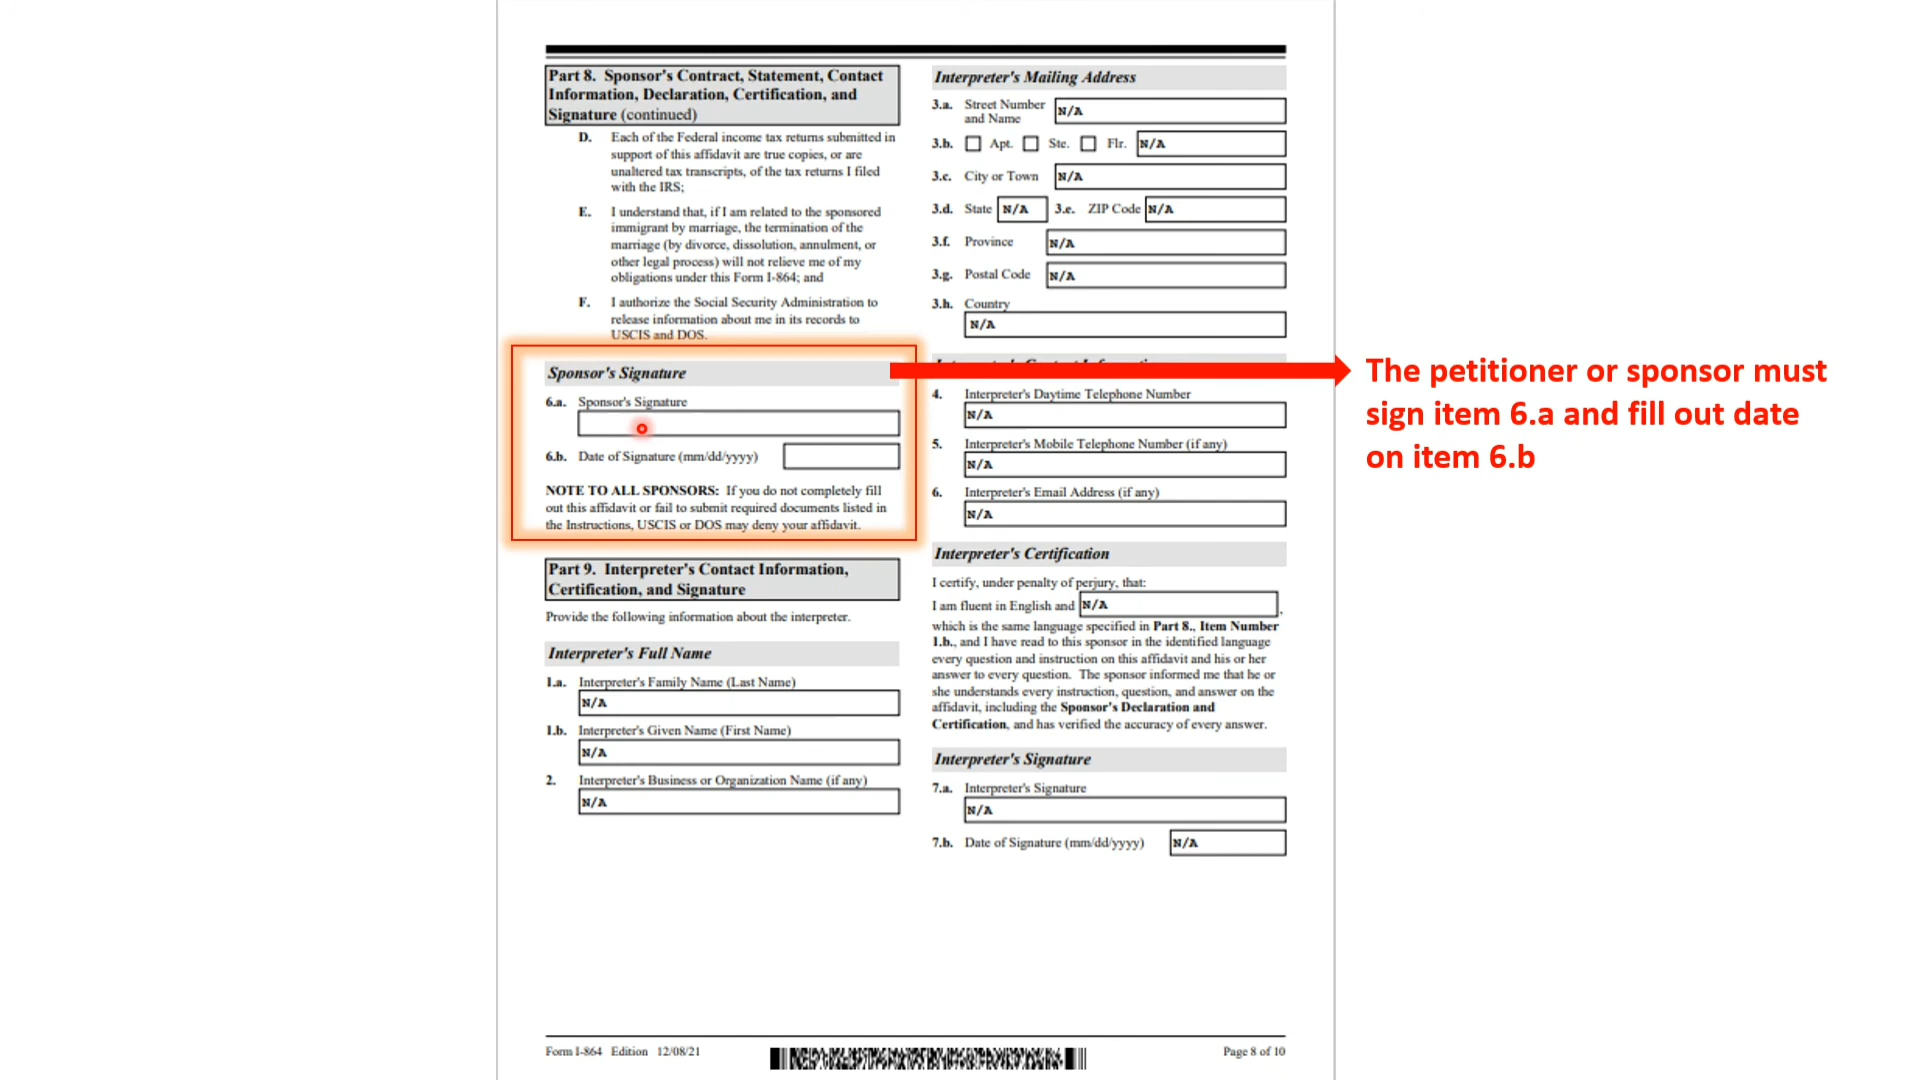 Part 8.  Sponsor's Contract, Statement, Contact
Information, Declaration, Certification, and
Signature (continued)
D. Each of the Federal income tax returns submitted in
support of this affidavit are true copies, or are
unaltered tax transcripts, of the tax returns I filed
with the IRS;
E. I understand that, if I am related to the sponsored
immigrant by marriage, the termination of the
marriage (by divorce, dissolution, annulment, or
other legal process) will not relieve me of my
obligations under this Form I-864; and
F. I authorize the Social Security Administration to
release information about me in its records to
USCIS and DOS.
Sponsor's Signature
6.a. Sponsor's Signature
6.b. Date of Signature (mm/dd/yyyy)
NOTE TO ALL SPONSORS:  If you do not completely fill
out this affidavit or fail to submit required documents listed in
the Instructions, USCIS or DOS may deny your affidavit.
Part 9.  Interpreter's Contact Information,
Certification, and Signature
Provide the following information about the interpreter.
Interpreter's Full Name
1.a. Interpreter's Family Name (Last Name)
N/A
1.b. Interpreter's Given Name (First Name)
N/A
2. Interpreter's Business or Organization Name (if any)
N/A
Interpreter's Mailing Address
3.a. Street Number
and Name
N/A
3.b. Apt. Ste. Flr. N/A
3.c. City or Town N/A
3.d. State N/A 3.e. ZIP Code N/A
3.f. Province N/A
3.g. Postal Code N/A
3.h. Country
N/A
4. Interpreter's Daytime Telephone Number
N/A
5. Interpreter's Mobile Telephone Number (if any)
N/A
6. Interpreter's Email Address (if any)
N/A
Interpreter's Certification
I certify, under penalty of perjury, that:
I am fluent in English and N/A ,
which is the same language specified in Part 8., Item Number
1.b., and I have read to this sponsor in the identified language
every question and instruction on this affidavit and his or her
answer to every question.  The sponsor informed me that he or
she understands every instruction, question, and answer on the
affidavit, including the Sponsor's Declaration and
Certification, and has verified the accuracy of every answer.
Interpreter's Signature
7.a. Interpreter's Signature
N/A
7.b. Date of Signature (mm/dd/yyyy) N/A
The petitioner or sponsor must
sign item 6.a and fill out date
on item 6.b
Form I-864 Edition 12/08/21
Page 8 of 10